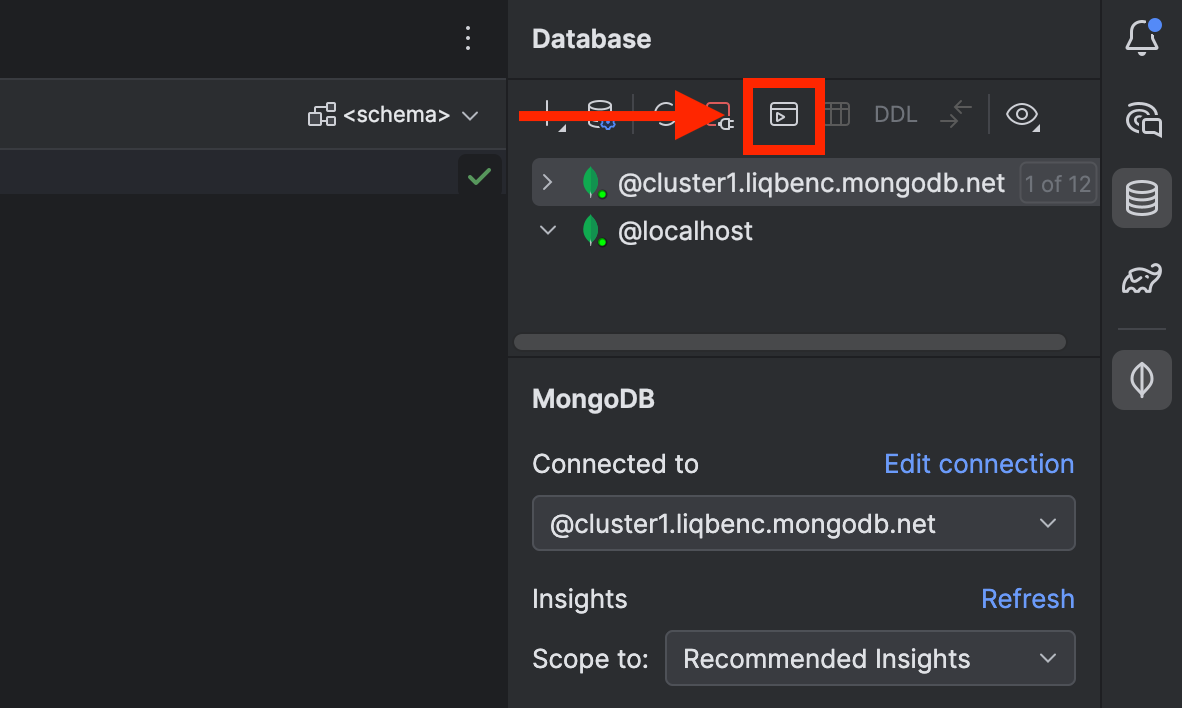 Database
<schema>
DDL
@cluster1.liqbenc.mongodb.net 1 of 12
@localhost
MongoDB
Connected to Edit connection
@cluster1.liqbenc.mongodb.net
Insights Refresh
Scope to: Recommended Insights